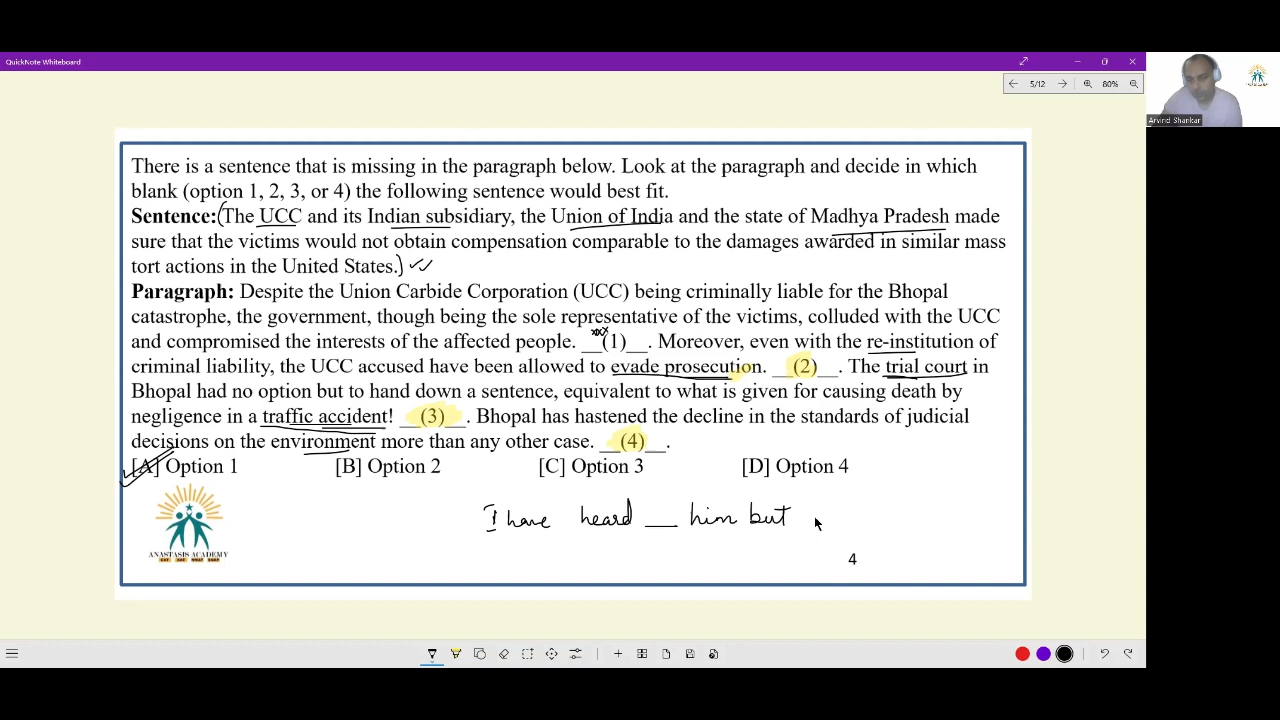 QuickNote Whiteboard
5/12
80%
Arvind Shankar
There is a sentence that is missing in the paragraph below. Look at the paragraph and decide in which
blank (option 1, 2, 3, or 4) the following sentence would best fit.
Sentence: (The UCC and its Indian subsidiary, the Union of India and the state of Madhya Pradesh made
sure that the victims would not obtain compensation comparable to the damages awarded in similar mass
tort actions in the United States.)
Paragraph: Despite the Union Carbide Corporation (UCC) being criminally liable for the Bhopal
catastrophe, the government, though being the sole representative of the victims, colluded with the UCC
and compromised the interests of the affected people. __(1)__. Moreover, even with the re-institution of
criminal liability, the UCC accused have been allowed to evade prosecution. __(2)__. The trial court in
Bhopal had no option but to hand down a sentence, equivalent to what is given for causing death by
negligence in a traffic accident! __(3)__. Bhopal has hastened the decline in the standards of judicial
decisions on the environment more than any other case. __(4)__.
[A] Option 1 [B] Option 2 [C] Option 3 [D] Option 4
I have heard __ him but
ANASTASIS ACADEMY
4